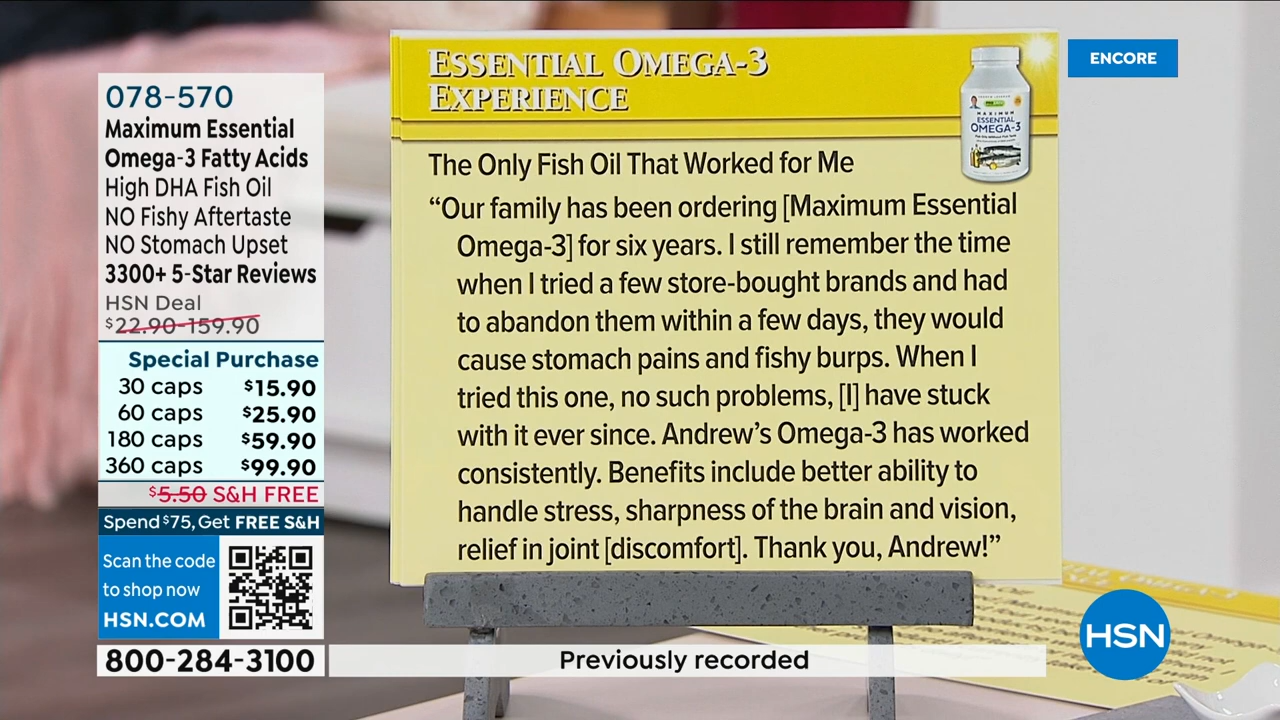 078-570
Maximum Essential
Omega-3 Fatty Acids
High DHA Fish Oil
NO Fishy Aftertaste
NO Stomach Upset
3300+ 5-Star Reviews
HSN Deal
$22.90-159.90
Special Purchase
30 caps $15.90
60 caps $25.90
180 caps $59.90
360 caps $99.90
$5.50 S&H FREE
Spend $75, Get FREE S&H
Scan the code
to shop now
HSN.COM
800-284-3100
ESSENTIAL OMEGA-3
EXPERIENCE
MAXIMUM
ESSENTIAL
OMEGA-3
The Only Fish Oil That Worked for Me
“Our family has been ordering [Maximum Essential
Omega-3] for six years. I still remember the time
when I tried a few store-bought brands and had
to abandon them within a few days, they would
cause stomach pains and fishy burps. When I
tried this one, no such problems, [I] have stuck
with it ever since. Andrew’s Omega-3 has worked
consistently. Benefits include better ability to
handle stress, sharpness of the brain and vision,
relief in joint [discomfort]. Thank you, Andrew!”
ENCORE
HSN
Previously recorded